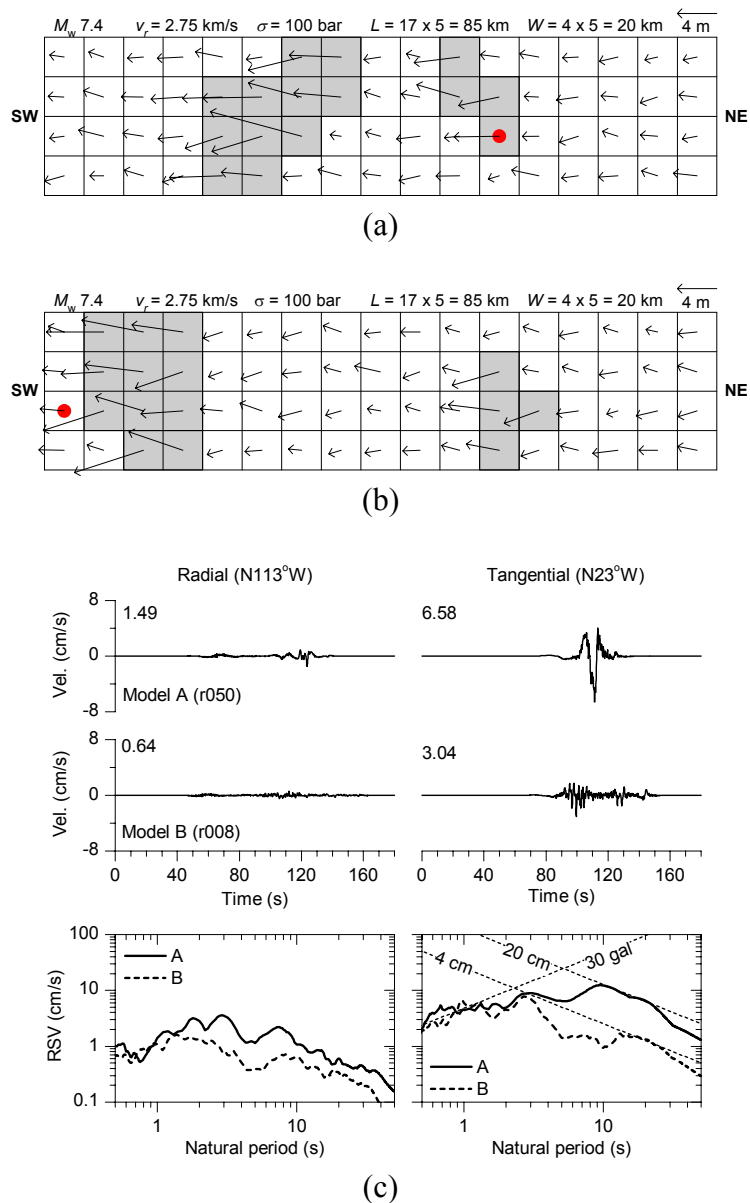 Mw 7.4 vr = 2.75 km/s σ = 100 bar L = 17 x 5 = 85 km W = 4 x 5 = 20 km
4 m
SW
NE
(a)
Mw 7.4 vr = 2.75 km/s σ = 100 bar L = 17 x 5 = 85 km W = 4 x 5 = 20 km
4 m
SW
NE
(b)
Radial (N113°W) Tangential (N23°W)
8
1.49 6.58
Vel. (cm/s)
0
Model A (r050)
-8
8
0.64 3.04
Vel. (cm/s)
0
Model B (r008)
-8
0 40 80 120 160 0 40 80 120 160
Time (s) Time (s)
100
A 4 cm 20 cm 30 gal
B
10
RSV (cm/s)
1
A
B
0.1
1 10 1 10
Natural period (s) Natural period (s)
(c)